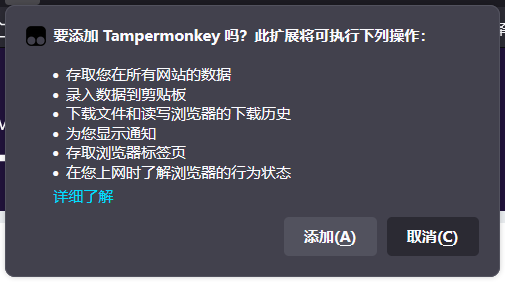 要添加 Tampermonkey 吗？此扩展将可执行下列操作：
• 存取您在所有网站的数据
• 录入数据到剪贴板
• 下载文件和读写浏览器的下载历史
• 为您显示通知
• 存取浏览器标签页
• 在您上网时了解浏览器的行为状态
详细了解
添加(A) 取消(C)